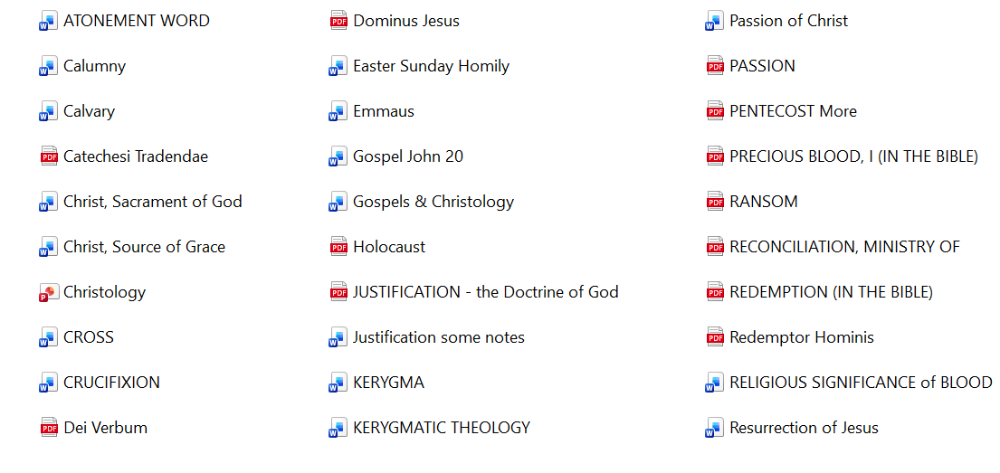 ATONEMENT WORD
Calumny
Calvary
Catechesi Tradendae
Christ, Sacrament of God
Christ, Source of Grace
Christology
CROSS
CRUCIFIXION
Dei Verbum
Dominus Jesus
Easter Sunday Homily
Emmaus
Gospel John 20
Gospels & Christology
Holocaust
JUSTIFICATION - the Doctrine of God
Justification some notes
KERYGMA
KERYGMATIC THEOLOGY
Passion of Christ
PASSION
PENTECOST More
PRECIOUS BLOOD, I (IN THE BIBLE)
RANSOM
RECONCILIATION, MINISTRY OF
REDEMPTION (IN THE BIBLE)
Redemptor Hominis
RELIGIOUS SIGNIFICANCE of BLOOD
Resurrection of Jesus